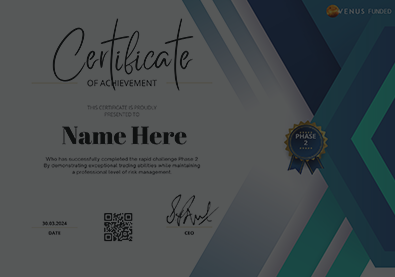 VENUS FUNDED
Certificate
OF ACHIEVEMENT
THIS CERTIFICATE IS PROUDLY
PRESENTED TO
Name Here
Who has successfully completed the rapid challenge Phase 2
By demonstrating exceptional trading abilities while maintaining
a professional level of risk management
PHASE
2
30.03.2024
DATE
CEO